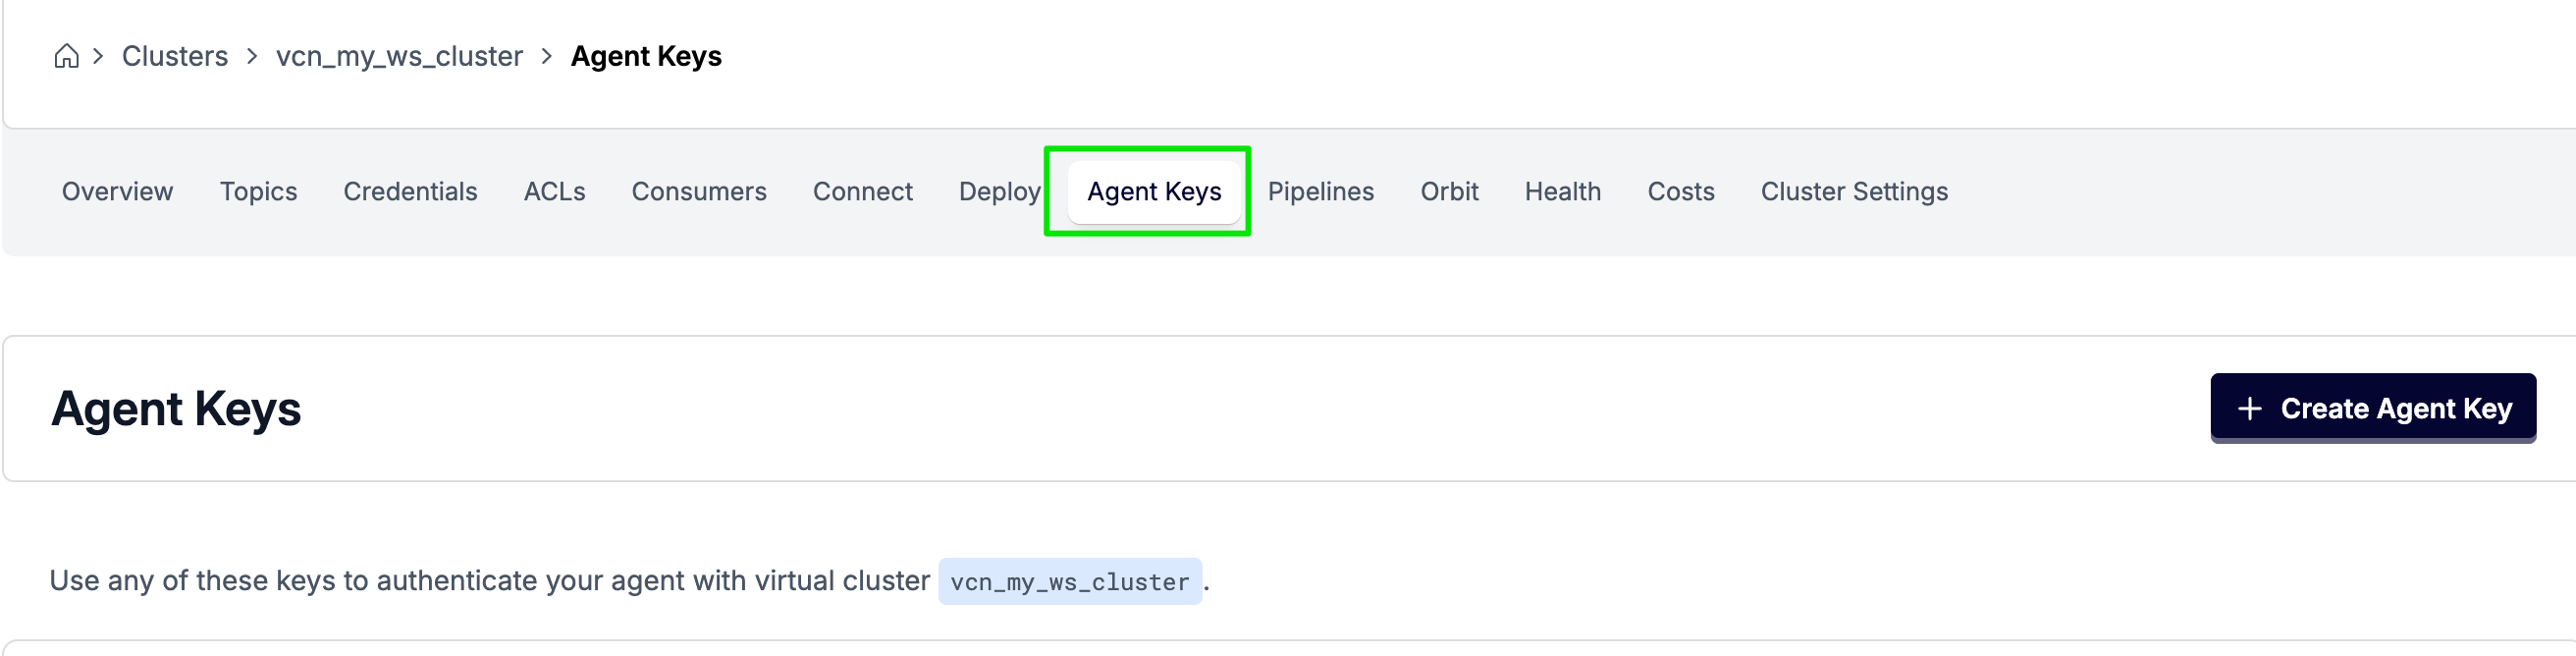 Clusters > vcn_my_ws_cluster > Agent Keys
Overview Topics Credentials ACLs Consumers Connect Deploy Agent Keys Pipelines Orbit Health Costs Cluster Settings
Agent Keys
+ Create Agent Key
Use any of these keys to authenticate your agent with virtual cluster vcn_my_ws_cluster.